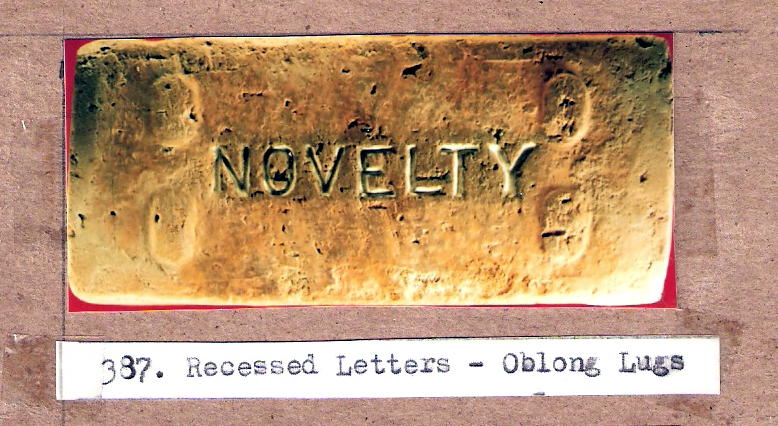 NOVELTY
387. Recessed Letters - Oblong Lugs